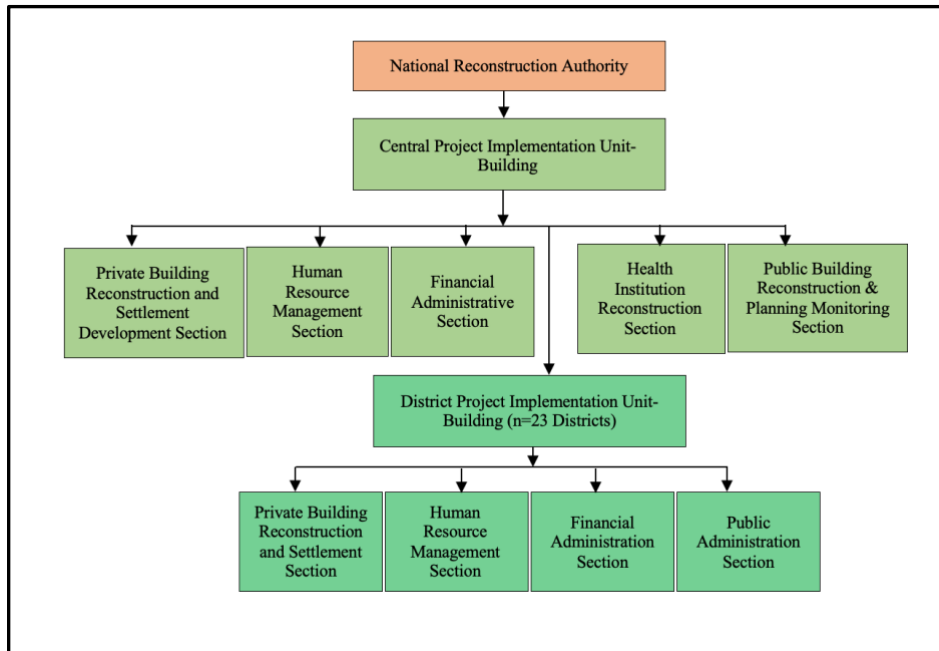 National Reconstruction Authority
Central Project Implementation Unit-
Building
Private Building
Reconstruction and
Settlement
Development Section
Human
Resource
Management
Section
Financial
Administrative
Section
Health
Institution
Reconstruction
Section
Public Building
Reconstruction &
Planning Monitoring
Section
District Project Implementation Unit-
Building (n=23 Districts)
Private Building
Reconstruction
and Settlement
Section
Human
Resource
Management
Section
Financial
Administration
Section
Public
Administration
Section